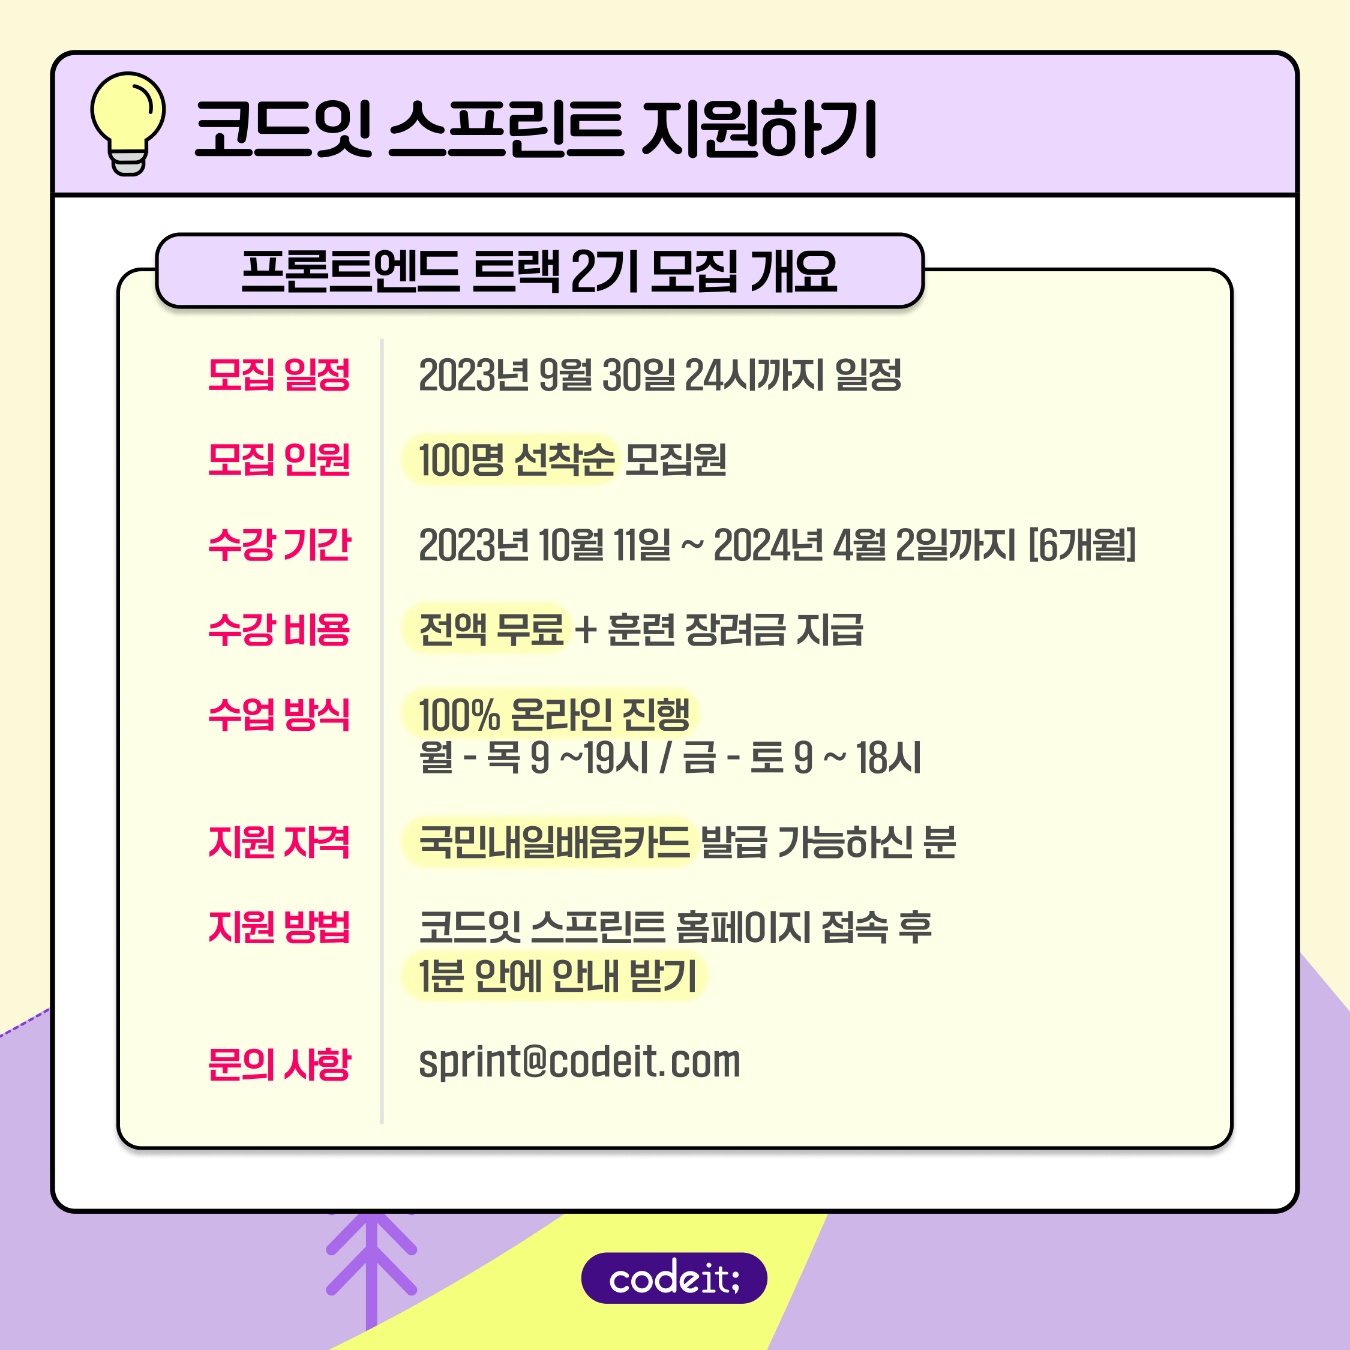 코드잇 스프린트 지원하기
프론트엔드 트랙 2기 모집 개요
모집 일정 2023년 9월 30일 24시까지 일정
모집 인원 100명 선착순 모집원
수강 기간 2023년 10월 11일 ~ 2024년 4월 2일까지 [6개월]
수강 비용 전액 무료 + 훈련 장려금 지급
수업 방식 100% 온라인 진행
월 - 목 9 ~19시 / 금 - 토 9 ~ 18시
지원 자격 국민내일배움카드 발급 가능하신 분
지원 방법 코드잇 스프린트 홈페이지 접속 후
1분 안에 안내 받기
문의 사항 sprint@codeit.com
codeit;